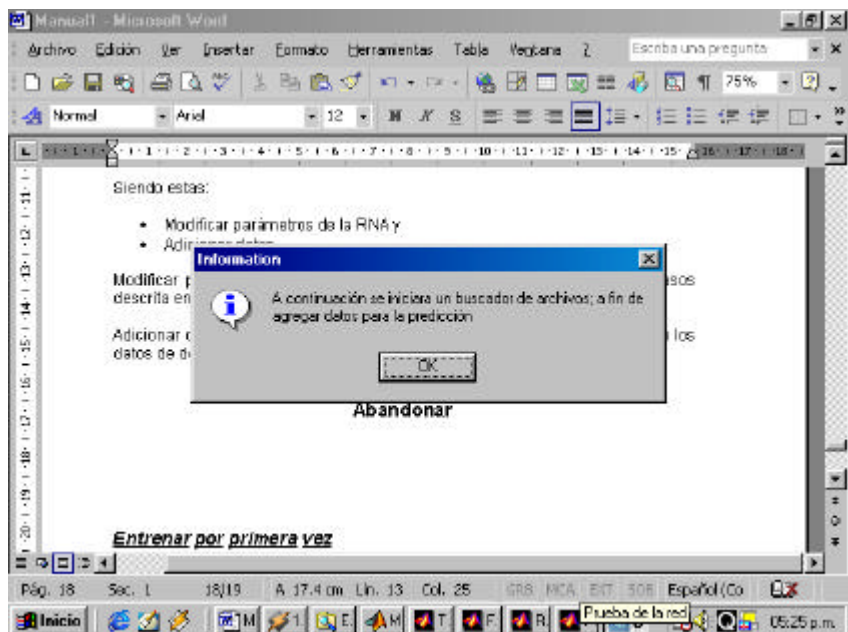 Manual1 - Microsoft Word
Archivo Edición Ver Insertar Formato Herramientas Tabla Ventana ? Escriba una pregunta
75%
Normal Arial 12 N K S
Siendo estas:
• Modificar parámetros de la RNA y
• Adicionar datos
Information
Modificar
descrita en
A continuación se iniciara un buscador de archivos; a fin de
agregar datos para la predicción
Adicionar los
datos de
OK
Abandonar
Entrenar por primera vez
Pág. 18 Sec. 1 18/19 A 17.4 cm Lín. 13 Col. 25 GRB MCA EXT SOB Español (Co
Prueba de la red
Inicio M 1. E. M T F. R. 05:25 p.m.